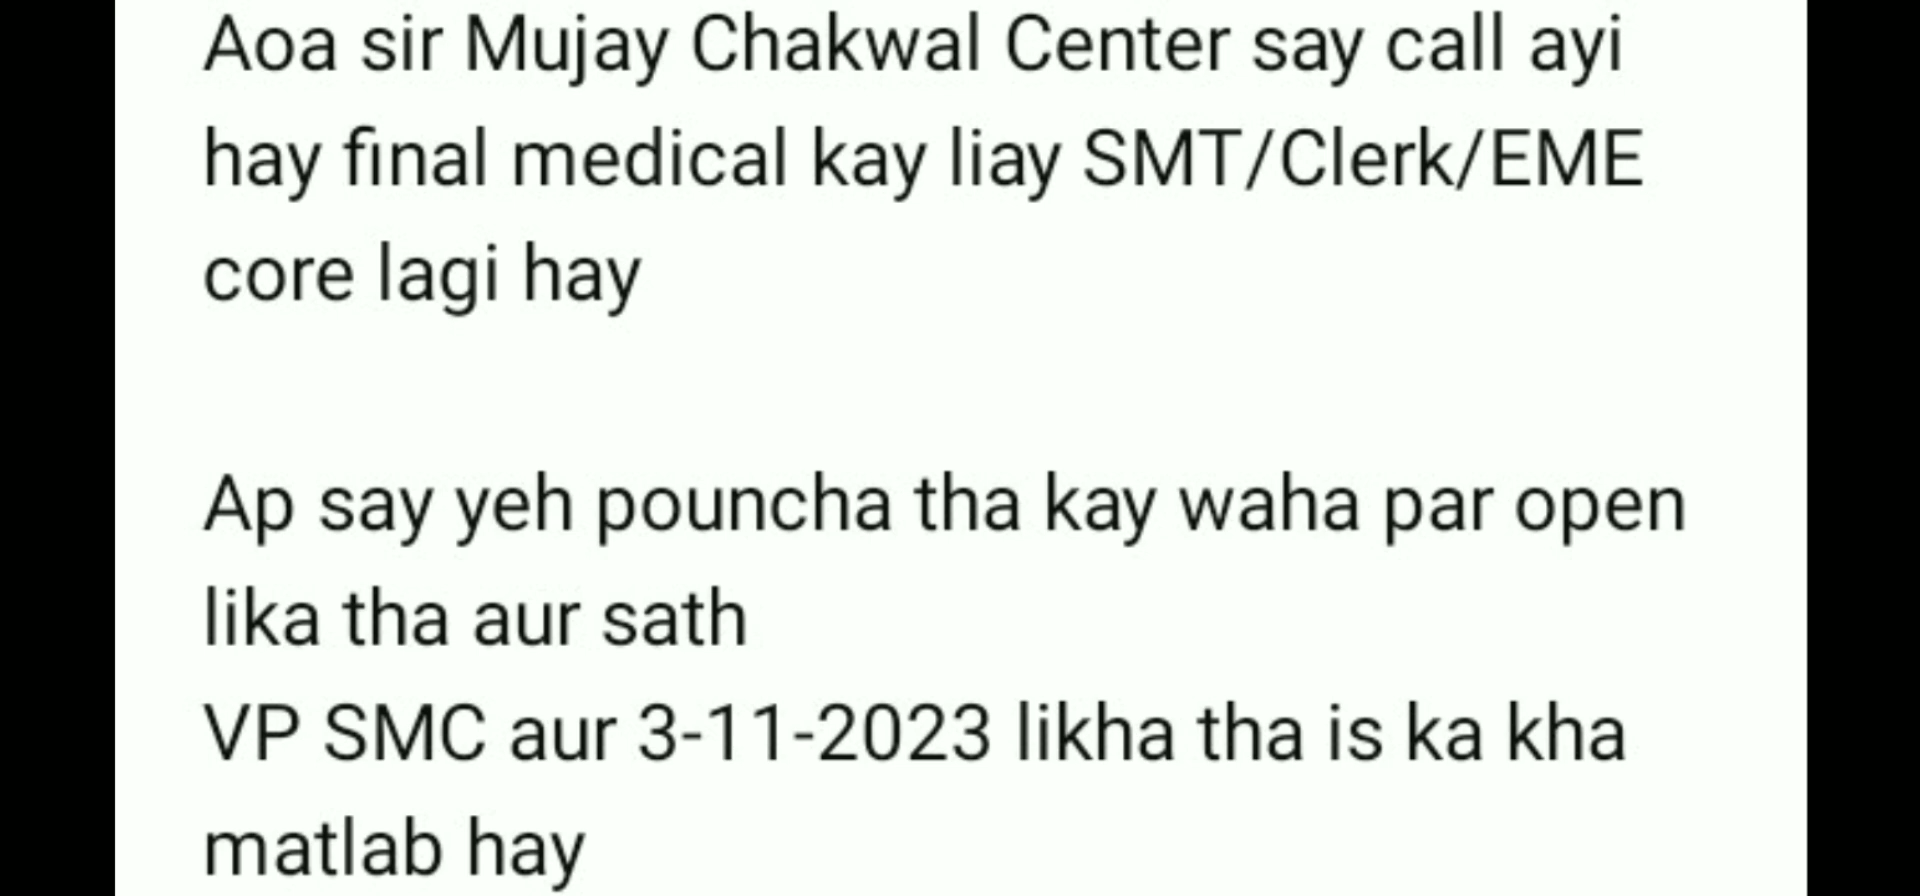 Aoa sir Mujay Chakwal Center say call ayi
hay final medical kay liay SMT/Clerk/EME
core lagi hay
Ap say yeh pouncha tha kay waha par open
lika tha aur sath
VP SMC aur 3-11-2023 likha tha is ka kha
matlab hay